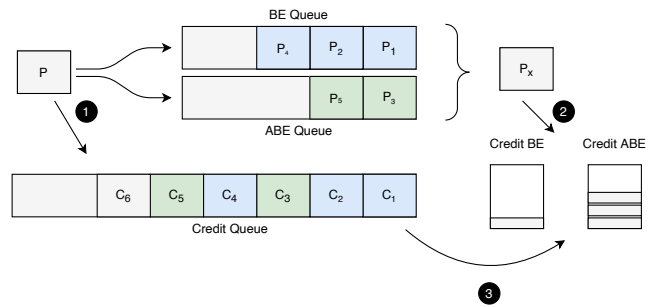 BE Queue
P
P₄ P₂ P₁
P₅ P₃
ABE Queue
Pₓ
1
2
Credit BE
Credit ABE
C₆ C₅ C₄ C₃ C₂ C₁
Credit Queue
3